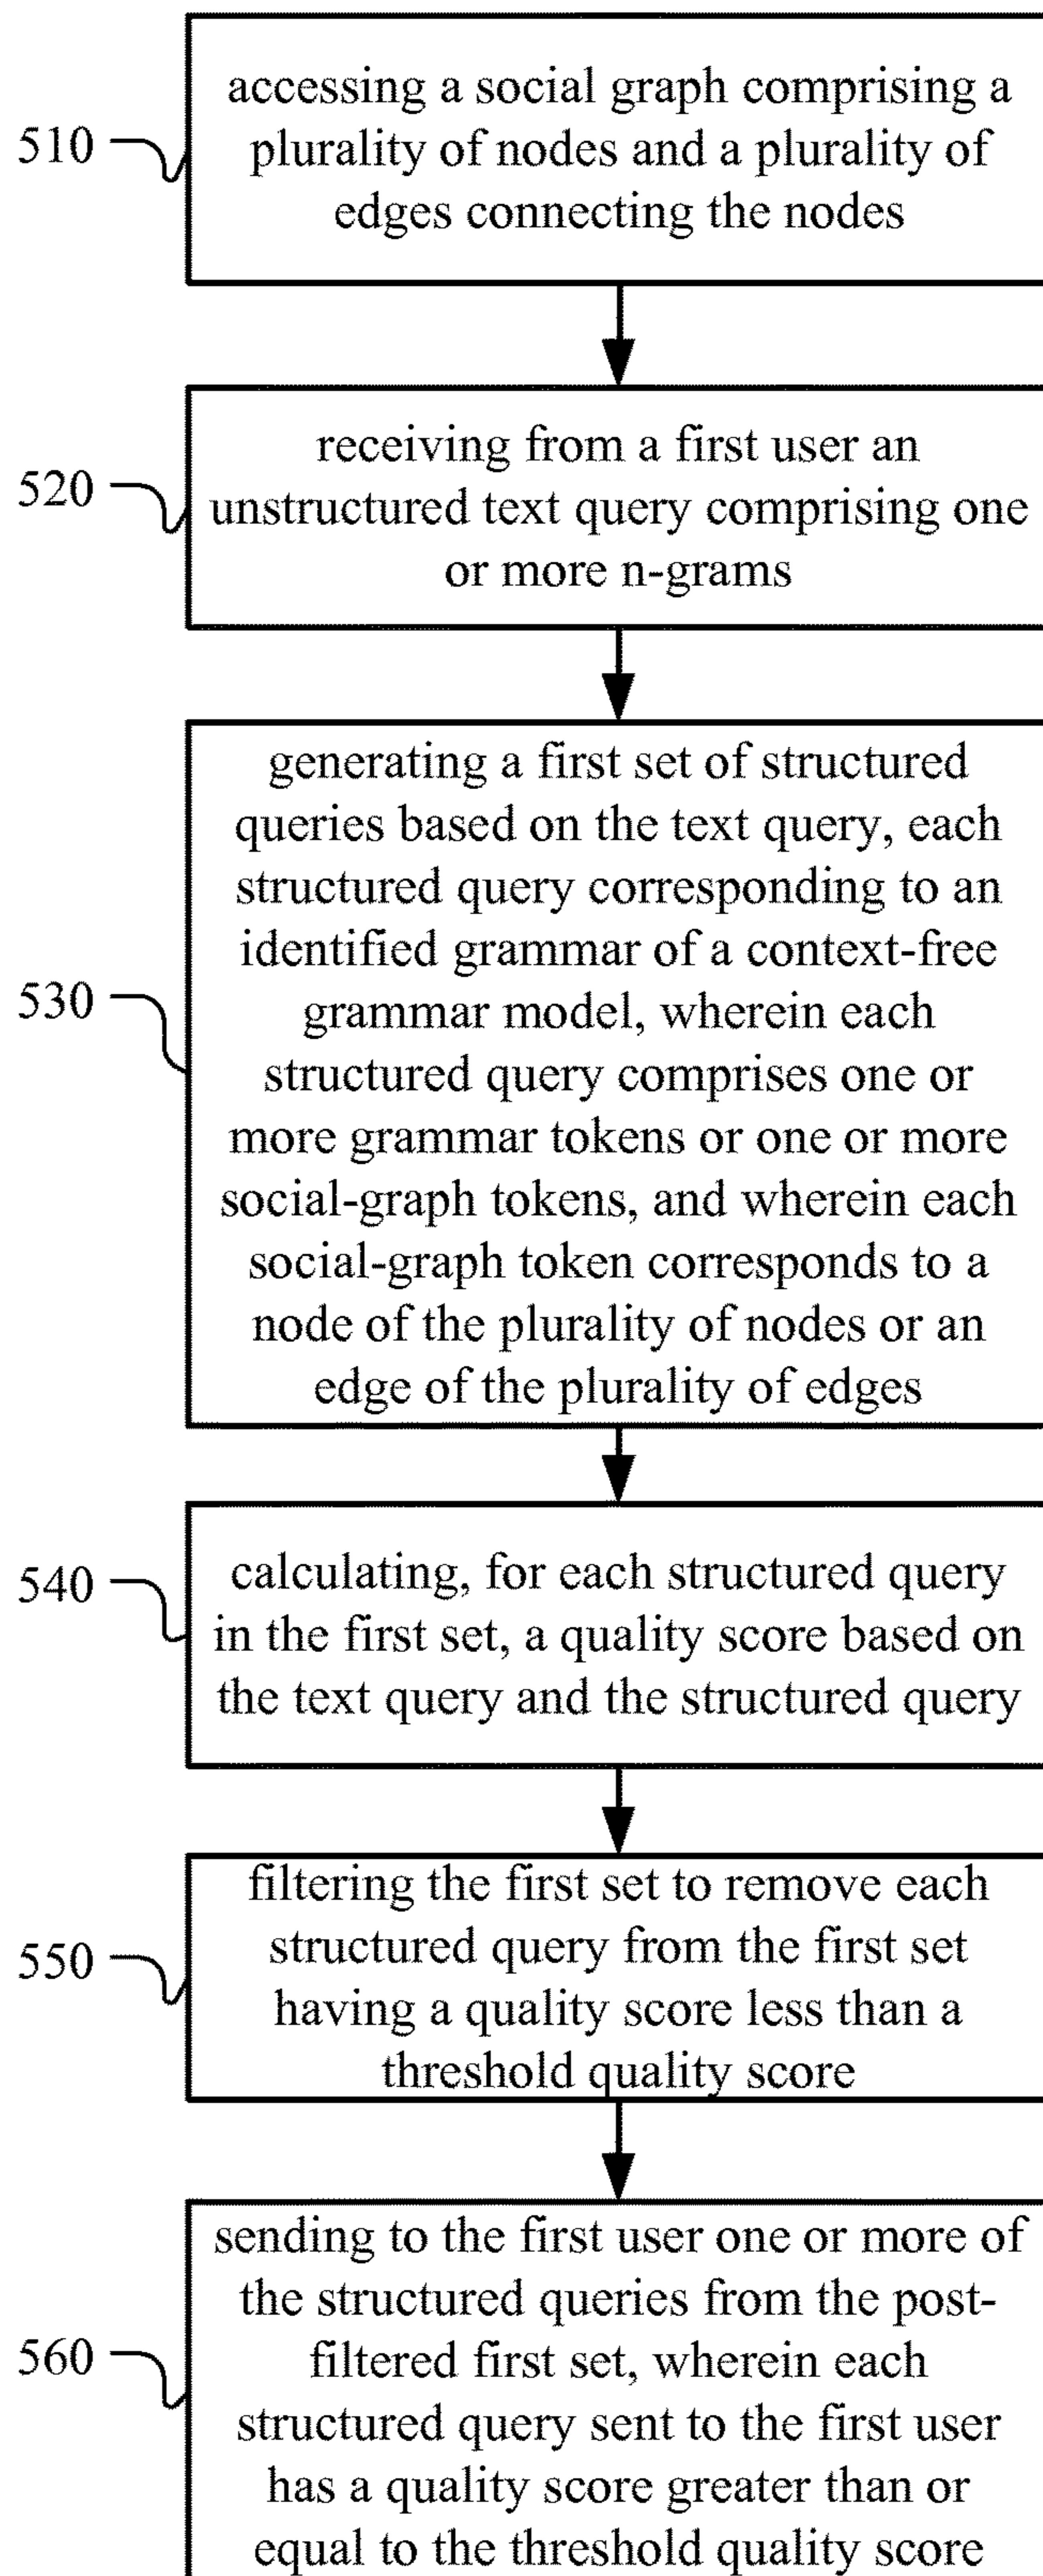 510
accessing a social graph comprising a
plurality of nodes and a plurality of
edges connecting the nodes
520
receiving from a first user an
unstructured text query comprising one
or more n-grams
530
generating a first set of structured
queries based on the text query, each
structured query corresponding to an
identified grammar of a context-free
grammar model, wherein each
structured query comprises one or
more grammar tokens or one or more
social-graph tokens, and wherein each
social-graph token corresponds to a
node of the plurality of nodes or an
edge of the plurality of edges
540
calculating, for each structured query
in the first set, a quality score based on
the text query and the structured query
550
filtering the first set to remove each
structured query from the first set
having a quality score less than a
threshold quality score
560
sending to the first user one or more of
the structured queries from the post-
filtered first set, wherein each
structured query sent to the first user
has a quality score greater than or
equal to the threshold quality score